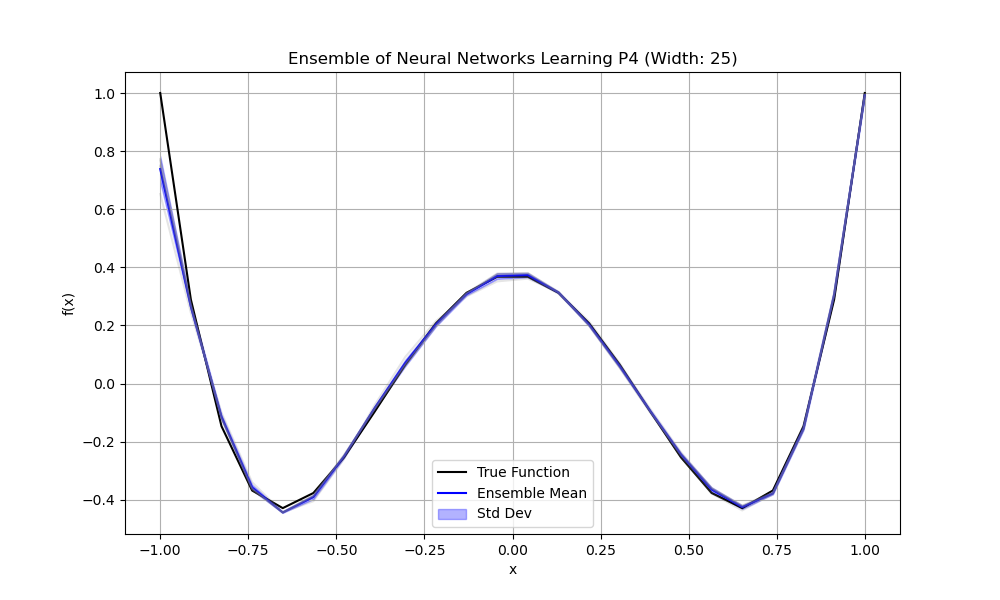 Ensemble of Neural Networks Learning P4 (Width: 25)
1.0
0.8
0.6
0.4
0.2
0.0
−0.2
−0.4
f(x)
True Function
Ensemble Mean
Std Dev
−1.00 −0.75 −0.50 −0.25 0.00 0.25 0.50 0.75 1.00
x